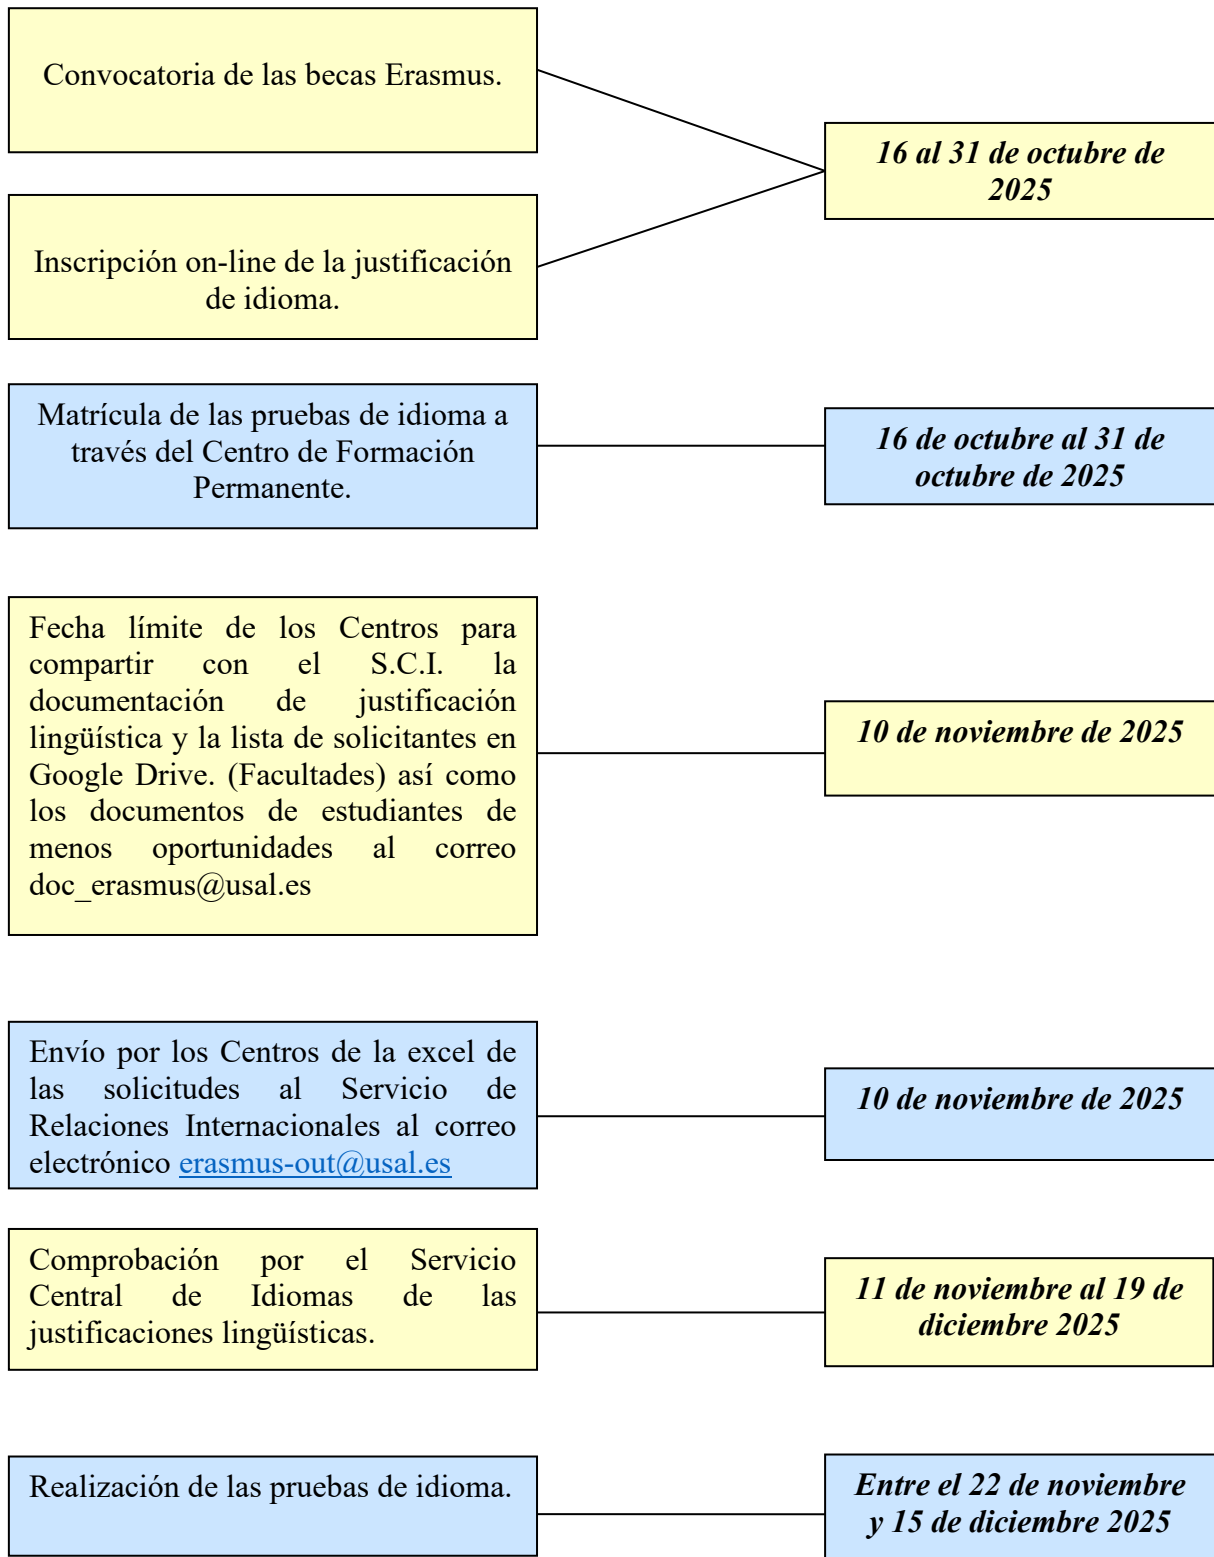 Convocatoria de las becas Erasmus.
16 al 31 de octubre de
2025
Inscripción on-line de la justificación
de idioma.
Matrícula de las pruebas de idioma a
través del Centro de Formación
Permanente.
16 de octubre al 31 de
octubre de 2025
Fecha límite de los Centros para
compartir con el S.C.I. la
documentación de justificación
lingüística y la lista de solicitantes en
Google Drive. (Facultades) así como
los documentos de estudiantes de
menos oportunidades al correo
doc_erasmus@usal.es
10 de noviembre de 2025
Envío por los Centros de la excel de
las solicitudes al Servicio de
Relaciones Internacionales al correo
electrónico erasmus-out@usal.es
10 de noviembre de 2025
Comprobación por el Servicio
Central de Idiomas de las
justificaciones lingüísticas.
11 de noviembre al 19 de
diciembre 2025
Realización de las pruebas de idioma.
Entre el 22 de noviembre
y 15 de diciembre 2025